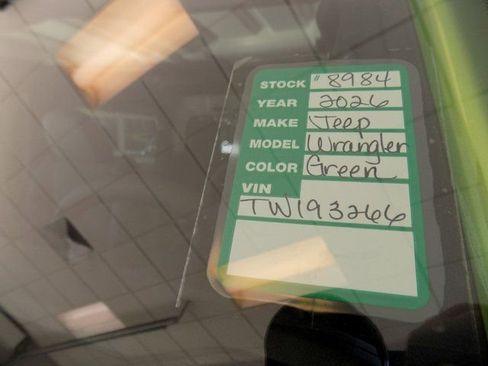 STOCK #8984
YEAR 2026
MAKE Jeep
MODEL Wrangler
COLOR Green
VIN
TW193266